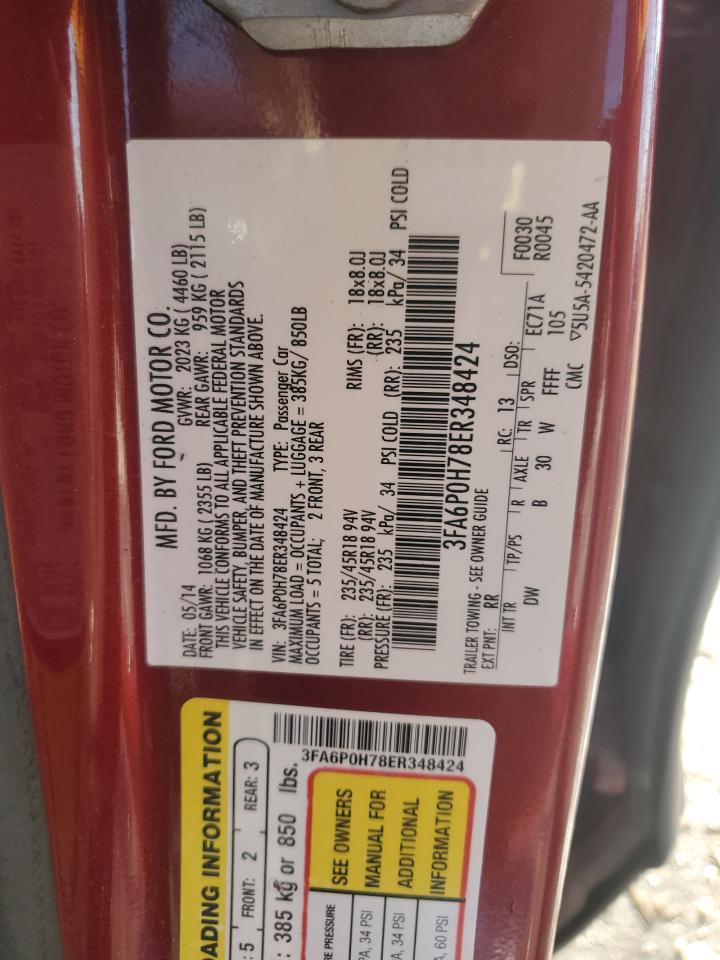 MFD. BY FORD MOTOR CO.
DATE: 05/14 GVWR: 2023 KG ( 4460 LB)
FRONT GAWR: 1068 KG ( 2355 LB) REAR GAWR: 959 KG ( 2115 LB)
THIS VEHICLE CONFORMS TO ALL APPLICABLE FEDERAL MOTOR
VEHICLE SAFETY, BUMPER, AND THEFT PREVENTION STANDARDS
IN EFFECT ON THE DATE OF MANUFACTURE SHOWN ABOVE.
VIN: 3FA6P0H78ER348424 TYPE: Passenger Car
MAXIMUM LOAD = OCCUPANTS + LUGGAGE = 385KG/ 850LB
OCCUPANTS = 5 TOTAL; 2 FRONT, 3 REAR
TIRE (FR): 235/45R18 94V RIMS (FR): 18x8.0J
(RR): 235/45R18 94V (RR): 18x8.0J
PRESSURE (FR): 235 kPa/ 34 PSI COLD (RR): 235 kPa/ 34 PSI COLD
3FA6P0H78ER348424
TRAILER TOWING - SEE OWNER GUIDE
EXT PNT: RR RC: 13 DSO: F0030
R0045
INT TR TP/PS R AXLE TR SPR EC71A
DW B 30 W FFFF 105
CMC ▽5U5A-5420472-AA
OADING INFORMATION
: 5 FRONT: 2 REAR: 3
: 385 kg or 850 lbs.
3FA6P0H78ER348424
RE PRESSURE
A, 34 PSI
A, 34 PSI
A, 60 PSI
SEE OWNERS
MANUAL FOR
ADDITIONAL
INFORMATION